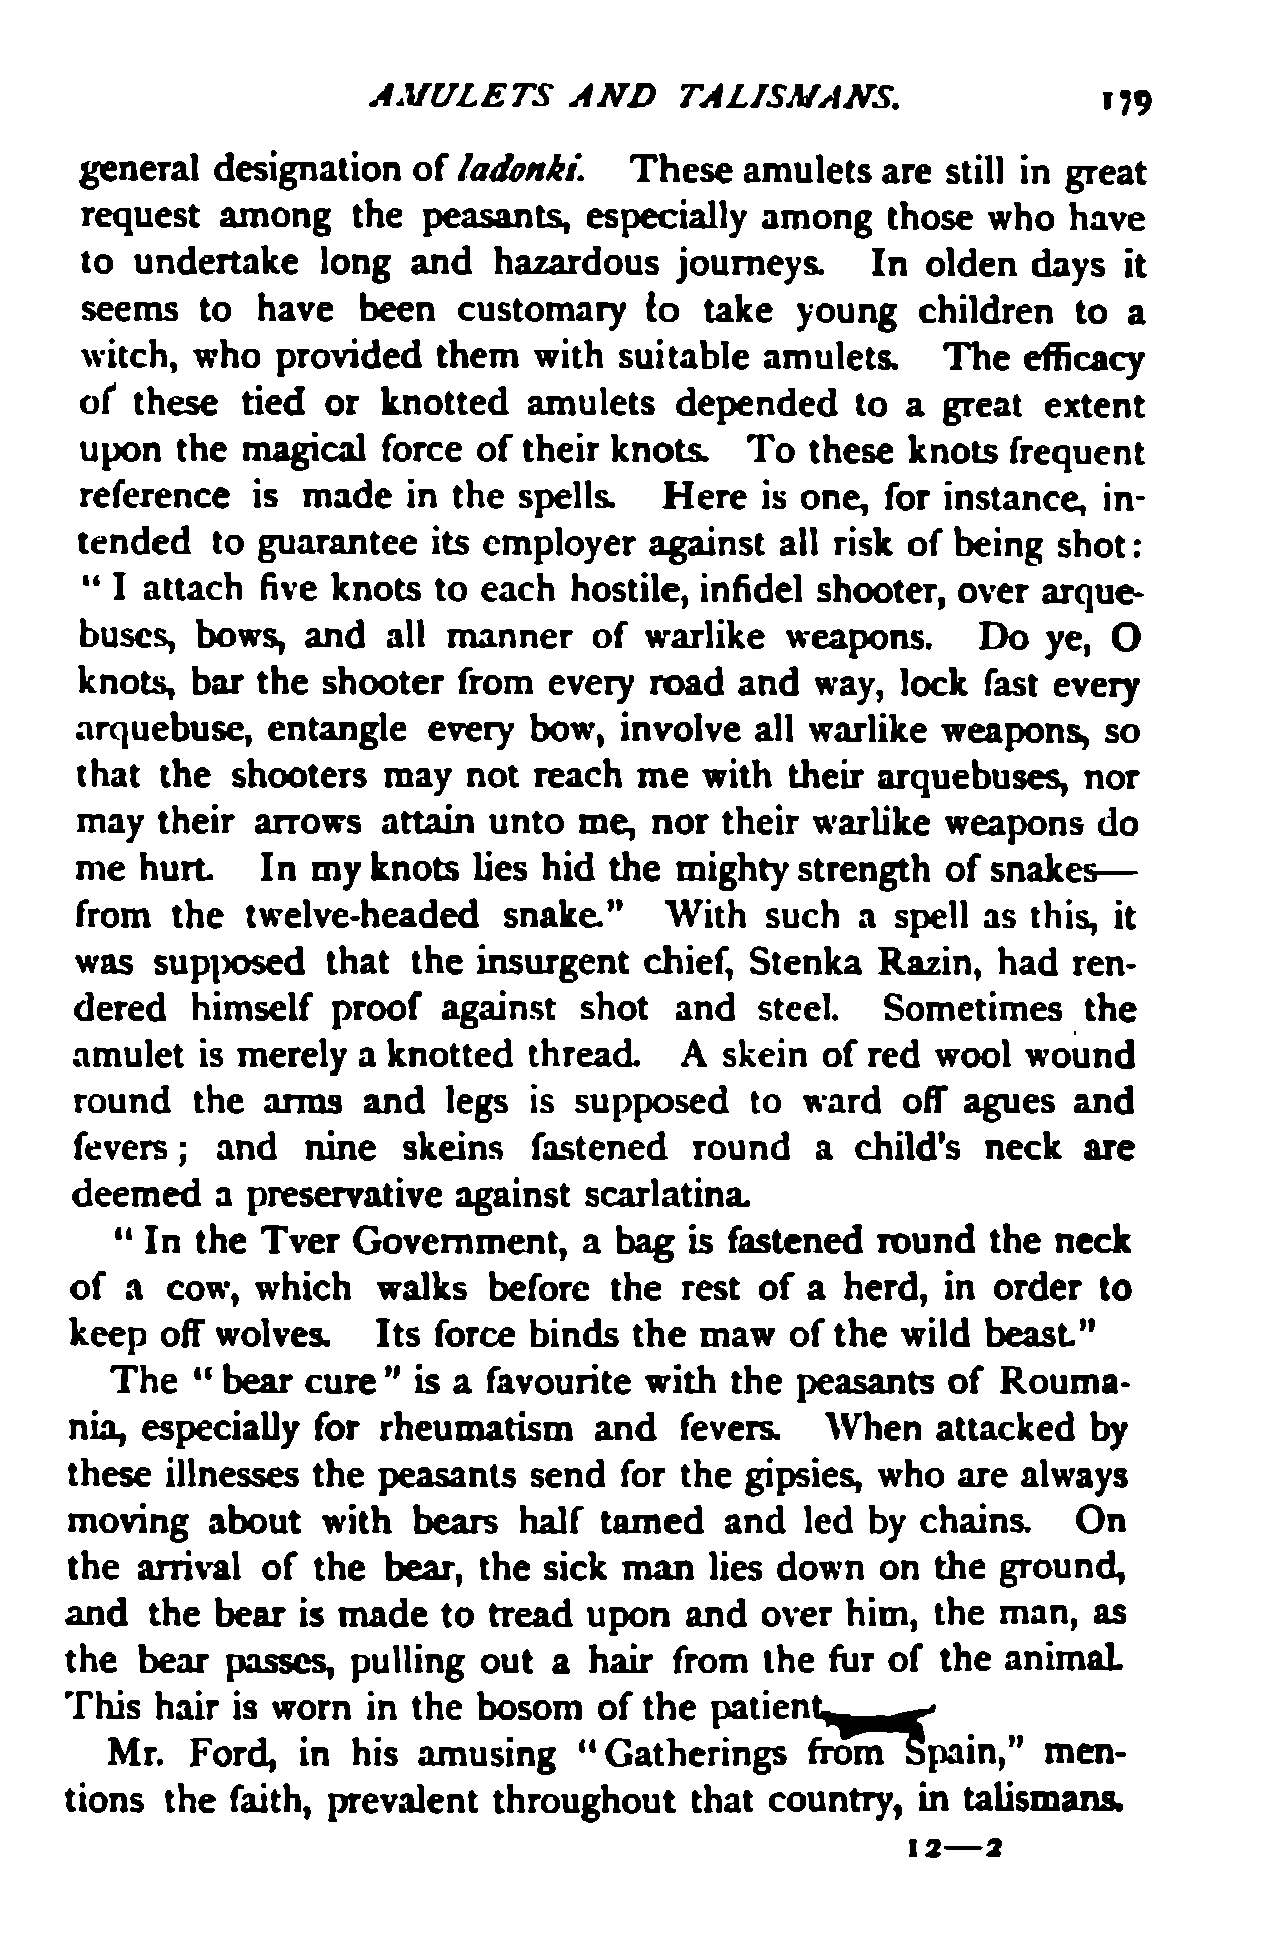 AMULETS AND TALISMANS. 179
general designation of ladonki. These amulets are still in great
request among the peasants, especially among those who have
to undertake long and hazardous journeys. In olden days it
seems to have been customary to take young children to a
witch, who provided them with suitable amulets. The efficacy
of these tied or knotted amulets depended to a great extent
upon the magical force of their knots. To these knots frequent
reference is made in the spells. Here is one, for instance, in-
tended to guarantee its employer against all risk of being shot:
" I attach five knots to each hostile, infidel shooter, over arque-
buses, bows, and all manner of warlike weapons. Do ye, O
knots, bar the shooter from every road and way, lock fast every
arquebuse, entangle every bow, involve all warlike weapons, so
that the shooters may not reach me with their arquebuses, nor
may their arrows attain unto me, nor their warlike weapons do
me hurt. In my knots lies hid the mighty strength of snakes—
from the twelve-headed snake." With such a spell as this, it
was supposed that the insurgent chief, Stenka Razin, had ren-
dered himself proof against shot and steel. Sometimes the
amulet is merely a knotted thread. A skein of red wool wound
round the arms and legs is supposed to ward off agues and
fevers ; and nine skeins fastened round a child's neck are
deemed a preservative against scarlatina.
" In the Tver Government, a bag is fastened round the neck
of a cow, which walks before the rest of a herd, in order to
keep off wolves. Its force binds the maw of the wild beast."
The " bear cure " is a favourite with the peasants of Rouma-
nia, especially for rheumatism and fevers. When attacked by
these illnesses the peasants send for the gipsies, who are always
moving about with bears half tamed and led by chains. On
the arrival of the bear, the sick man lies down on the ground,
and the bear is made to tread upon and over him, the man, as
the bear passes, pulling out a hair from the fur of the animal.
This hair is worn in the bosom of the patient.
Mr. Ford, in his amusing " Gatherings from Spain," men-
tions the faith, prevalent throughout that country, in talismans.
12—2